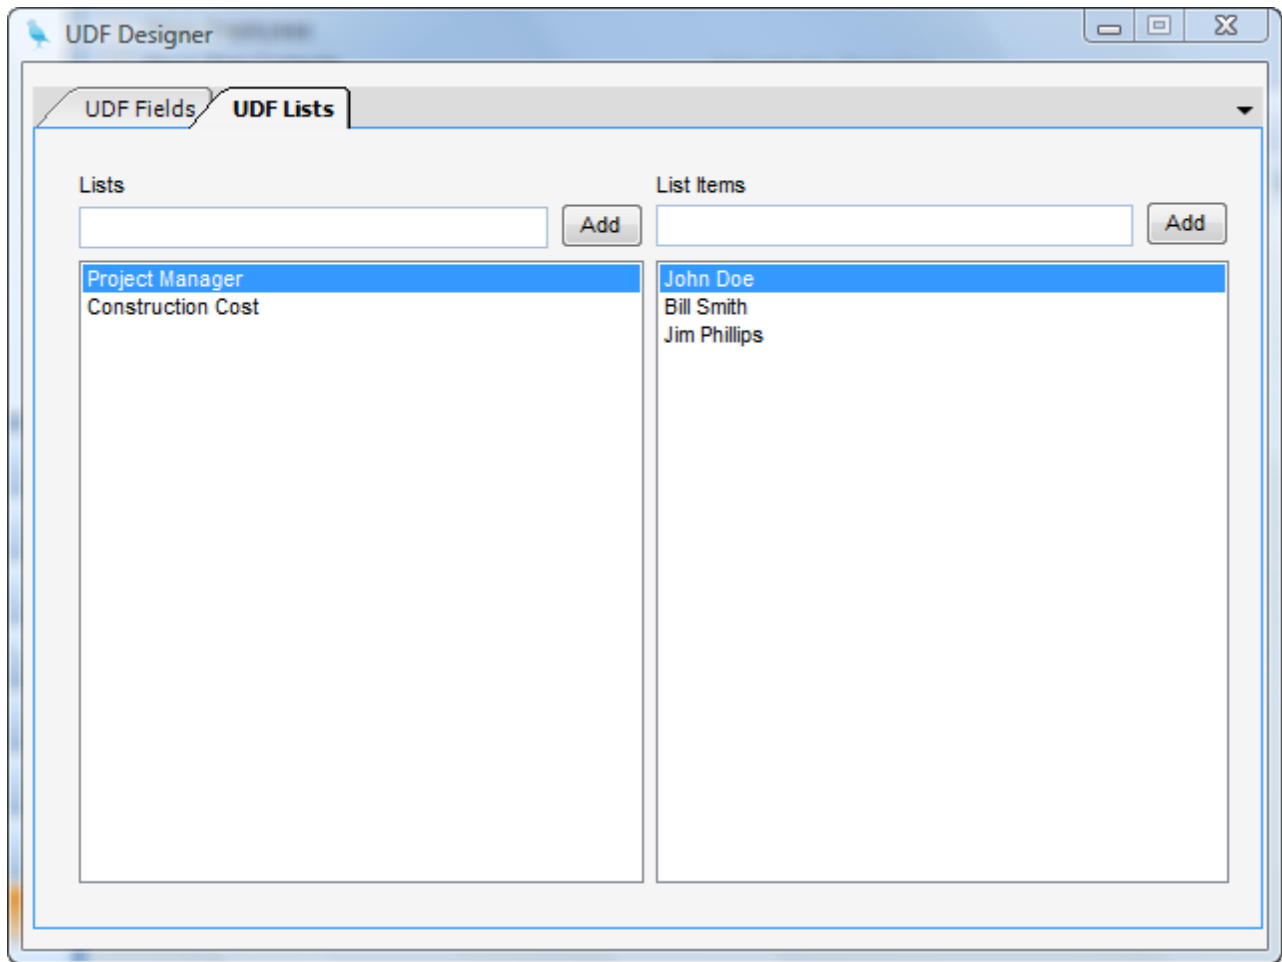 UDF Designer
UDF Fields
UDF Lists
Lists
List Items
Add
Add
Project Manager
Construction Cost
John Doe
Bill Smith
Jim Phillips